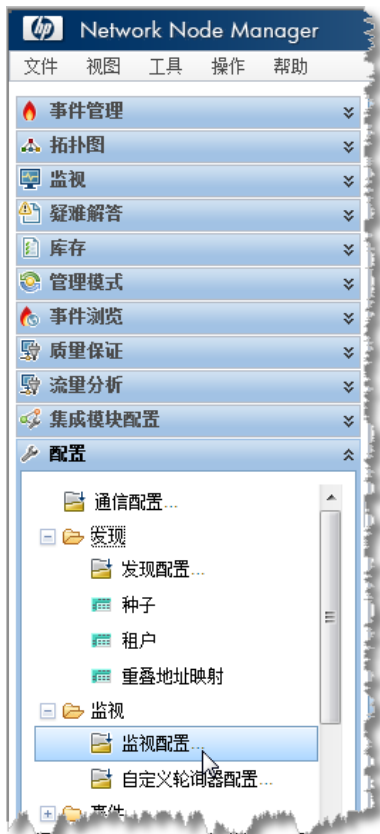 hp Network Node Manager
文件 视图 工具 操作 帮助
事件管理
拓扑图
监视
疑难解答
库存
管理模式
事件浏览
质量保证
流量分析
集成模块配置
配置
通信配置...
发现
发现配置...
种子
租户
重叠地址映射
监视
监视配置...
自定义轮询器配置...
事件